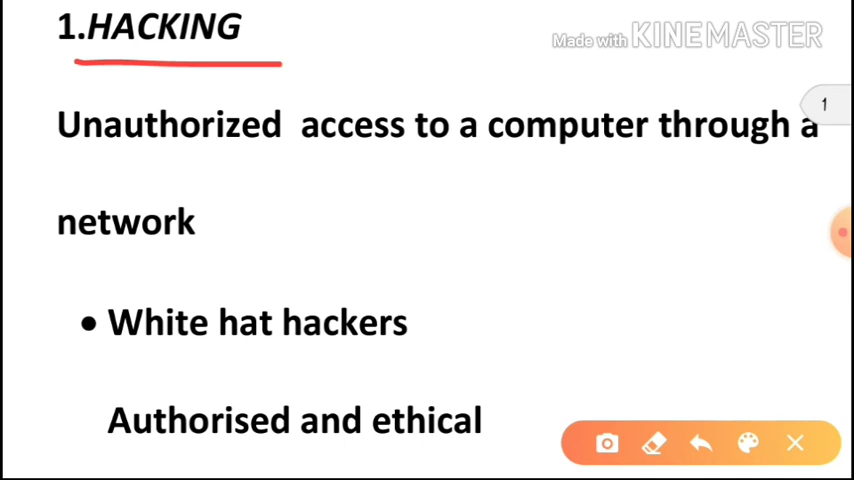 1.HACKING
Made with KINEMASTER
1
Unauthorized access to a computer through a
network
• White hat hackers
Authorised and ethical